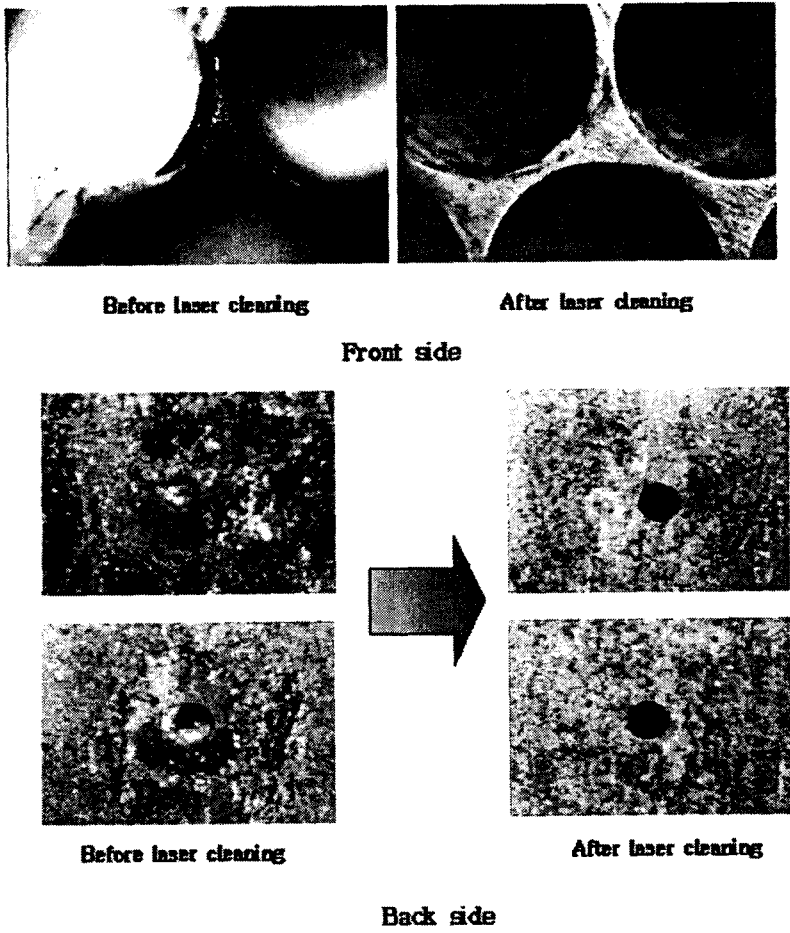 Before laser cleaning
After laser cleaning
Front side
Before laser cleaning
After laser cleaning
Back side